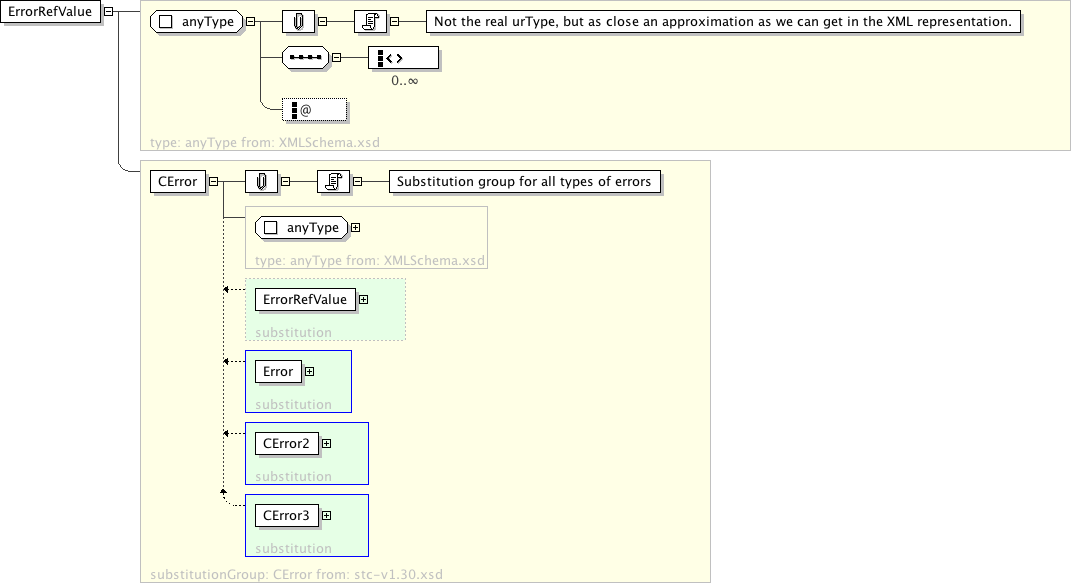 ErrorRefValue
anyType
Not the real urType, but as close an approximation as we can get in the XML representation.
<>
0..∞
@
type: anyType from: XMLSchema.xsd
CError
Substitution group for all types of errors
anyType
type: anyType from: XMLSchema.xsd
ErrorRefValue
substitution
Error
substitution
CError2
substitution
CError3
substitution
substitutionGroup: CError from: stc-v1.30.xsd